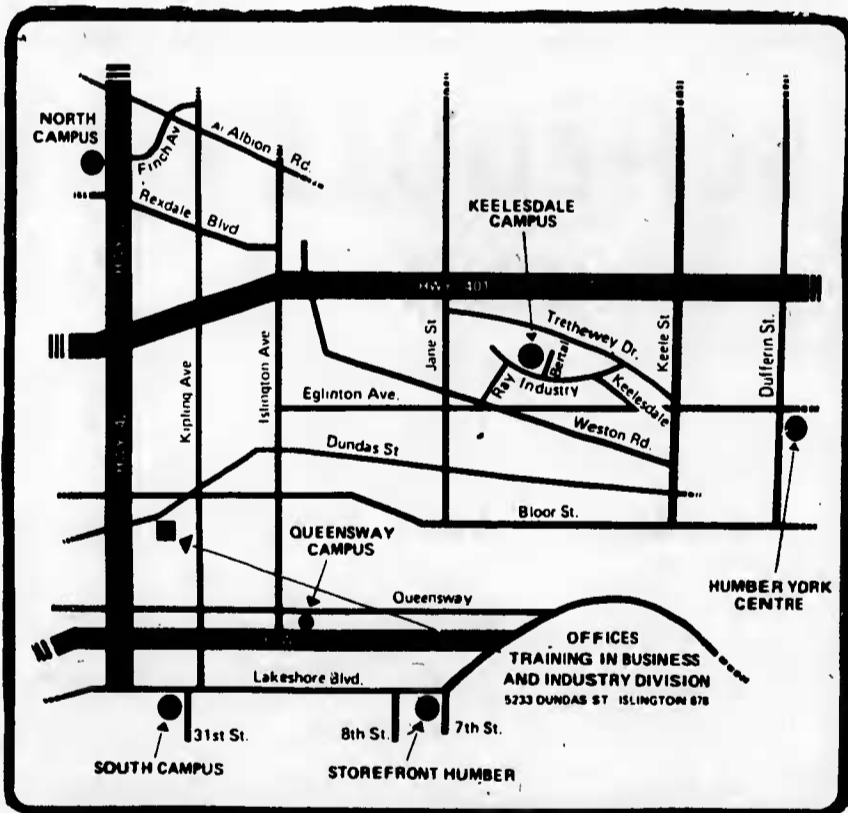 NORTH
CAMPUS
Finch Av
Albion Rd.
Rexdale Blvd
KEELESDALE
CAMPUS
HWY 401
Trethewey Dr.
Jane St
Keele St
Dufferin St.
Kipling Ave
Islington Ave
Ray
Industry
Bertal
Keelesdale
Eglinton Ave.
Weston Rd.
Dundas St
Bloor St.
QUEENSWAY
CAMPUS
Queensway
HUMBER YORK
CENTRE
OFFICES
TRAINING IN BUSINESS
AND INDUSTRY DIVISION
5233 DUNDAS ST ISLINGTON 678
Lakeshore Blvd.
31st St.
8th St.
7th St.
SOUTH CAMPUS
STOREFRONT HUMBER